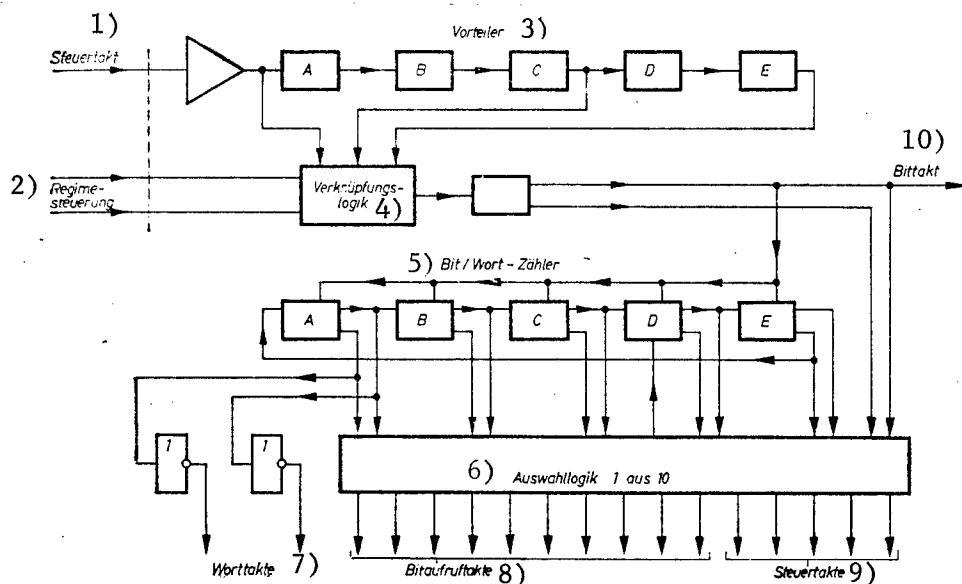 1)
Steuertakt
Vorteiler 3)
A
B
C
D
E
2) Regime-
steuerung
Verknüpfungs-
logik 4)
10)
Bittakt
5) Bit / Wort - Zähler
A
B
C
D
E
1
1
6) Auswahllogik 1 aus 10
Worttakte 7)
Bitaufruftakte 8)
Steuertakte 9)